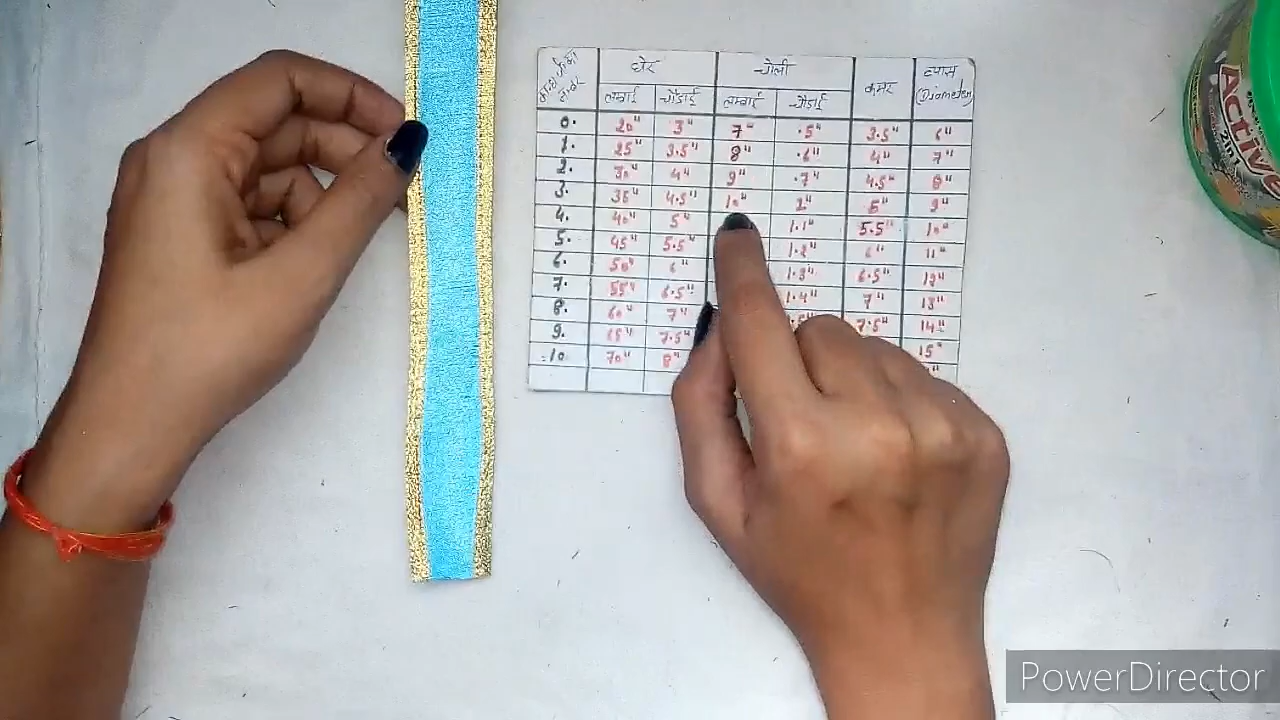 कान्हा जी का नम्बर घेर चोली कमर व्यास (Diameter)
लम्बाई चौडाई लम्बाई चौडाई
0. 20" 3" 7" .5" 3.5" 6"
1. 25" 3.5" 8" .6" 4" 7"
2. 30" 4" 9" .7" 4.5" 8"
3. 35" 4.5" 10" 1" 5" 9"
4. 40" 5" 1.1" 5.5" 10"
5. 45" 5.5" 1.2" 6" 11"
6. 50" 6" 1.3" 6.5" 12"
7. 55" 6.5" 1.4" 7" 13"
8. 60" 7" 7.5" 14"
9. 65" 7.5" 15"
10 70" 8"
Active
2in1
PowerDirector